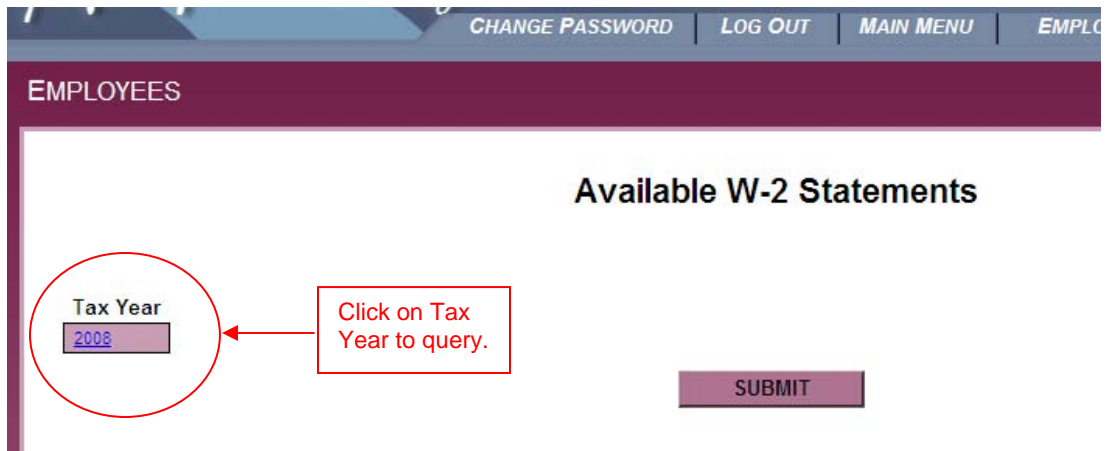 CHANGE PASSWORD LOG OUT MAIN MENU
EMPLOYEES
Available W-2 Statements
Tax Year
2008
Click on Tax
Year to query.
SUBMIT